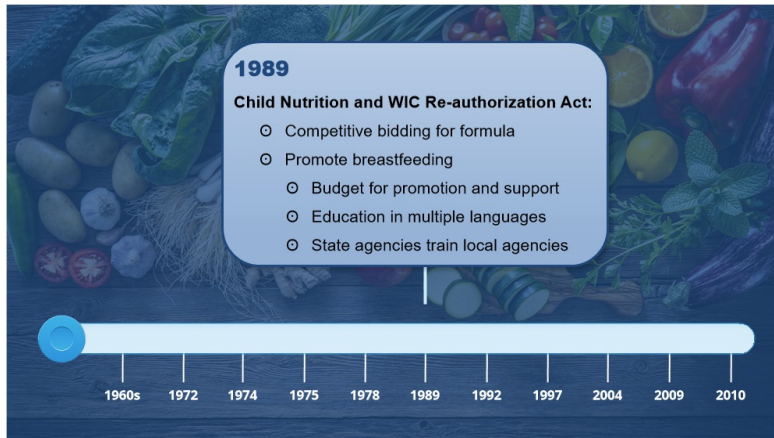 1989
Child Nutrition and WIC Re-authorization Act:
Competitive bidding for formula
Promote breastfeeding
Budget for promotion and support
Education in multiple languages
State agencies train local agencies
1960s 1972 1974 1975 1978 1989 1992 1997 2004 2009 2010